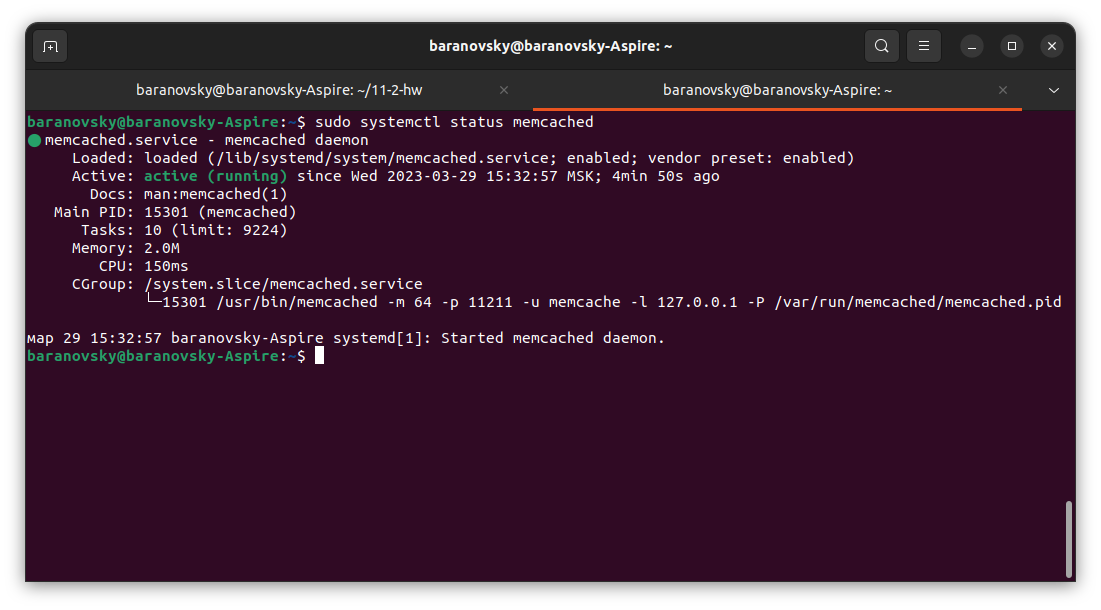 baranovsky@baranovsky-Aspire: ~
baranovsky@baranovsky-Aspire: ~/11-2-hw
baranovsky@baranovsky-Aspire: ~
baranovsky@baranovsky-Aspire:~$ sudo systemctl status memcached
● memcached.service - memcached daemon
     Loaded: loaded (/lib/systemd/system/memcached.service; enabled; vendor preset: enabled)
     Active: active (running) since Wed 2023-03-29 15:32:57 MSK; 4min 50s ago
       Docs: man:memcached(1)
   Main PID: 15301 (memcached)
      Tasks: 10 (limit: 9224)
     Memory: 2.0M
        CPU: 150ms
     CGroup: /system.slice/memcached.service
             └─15301 /usr/bin/memcached -m 64 -p 11211 -u memcache -l 127.0.0.1 -P /var/run/memcached/memcached.pid
мар 29 15:32:57 baranovsky-Aspire systemd[1]: Started memcached daemon.
baranovsky@baranovsky-Aspire:~$